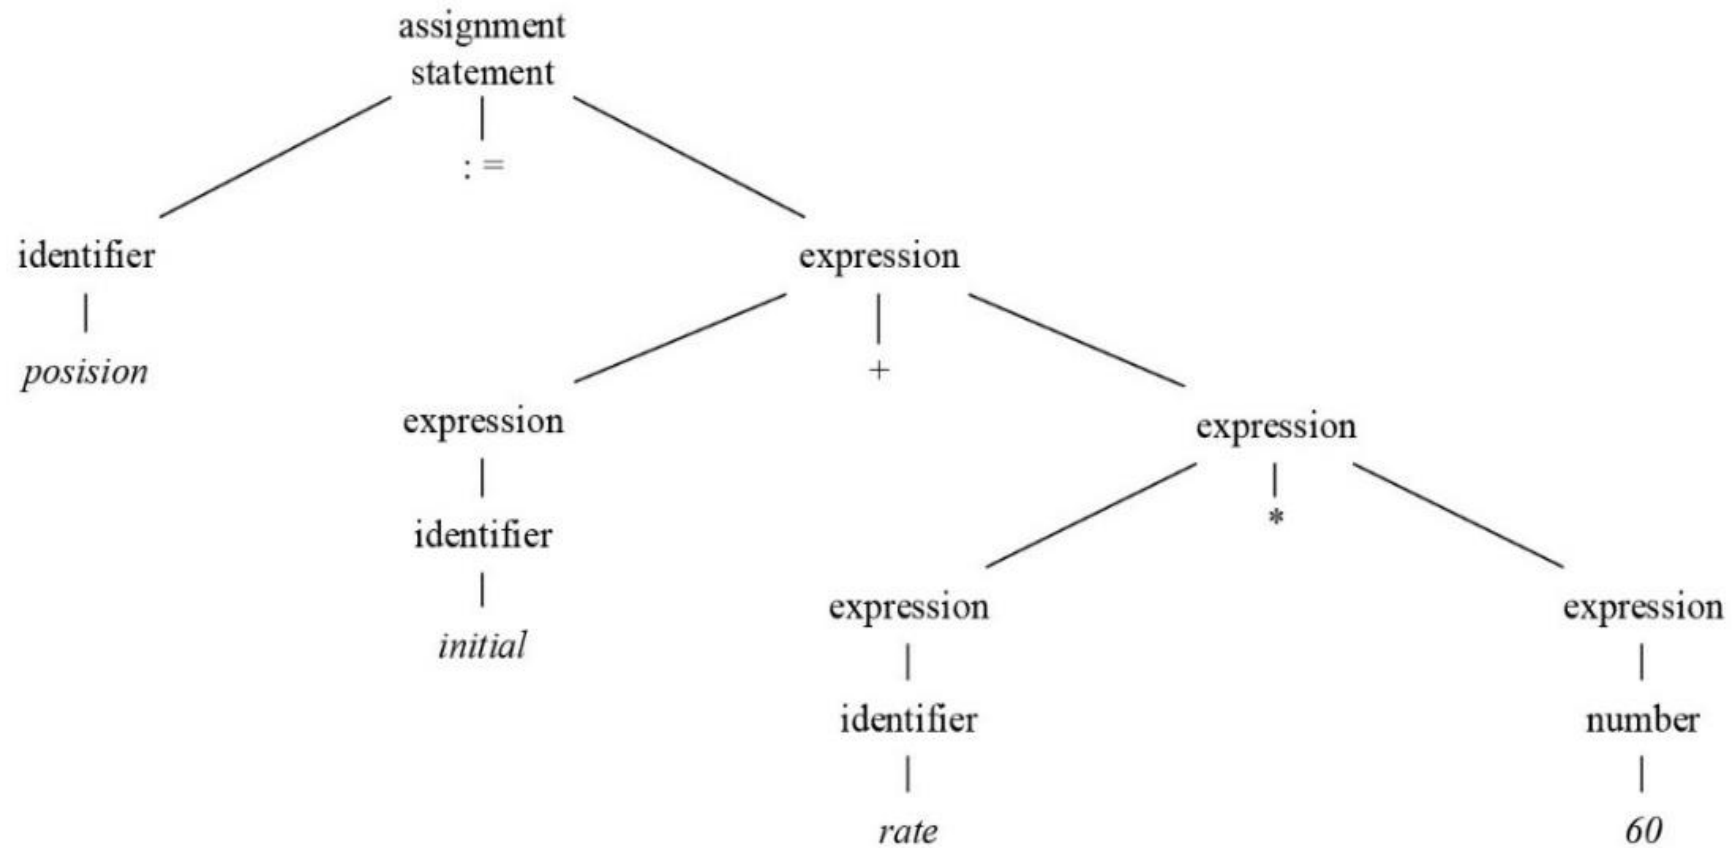 assignment
statement
: =
identifier
expression
posision
+
expression
expression
*
identifier
initial
expression
expression
identifier
number
rate
60